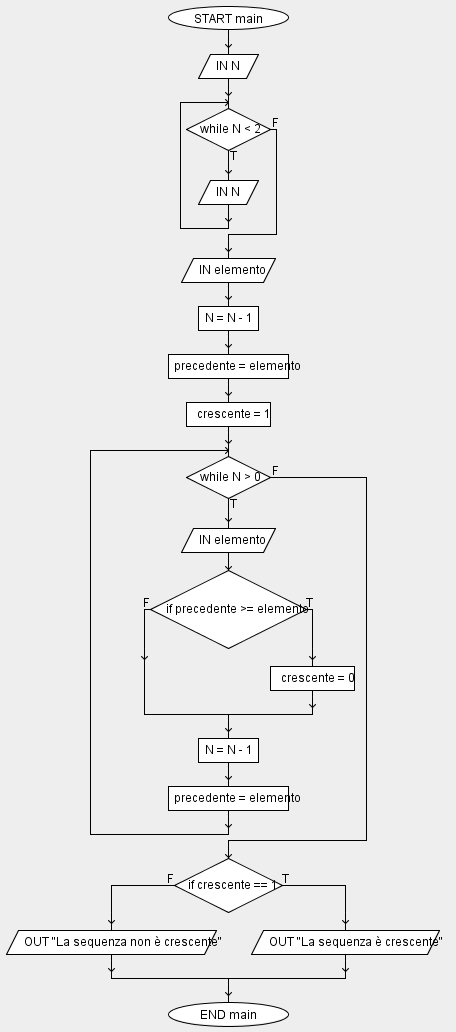 START main
IN N
while N < 2
F
T
IN N
IN elemento
N = N - 1
precedente = elemento
crescente = 1
while N > 0
F
T
IN elemento
F
if precedente >= elemento
T
crescente = 0
N = N - 1
precedente = elemento
F
if crescente == 1
T
OUT "La sequenza non è crescente"
OUT "La sequenza è crescente"
END main